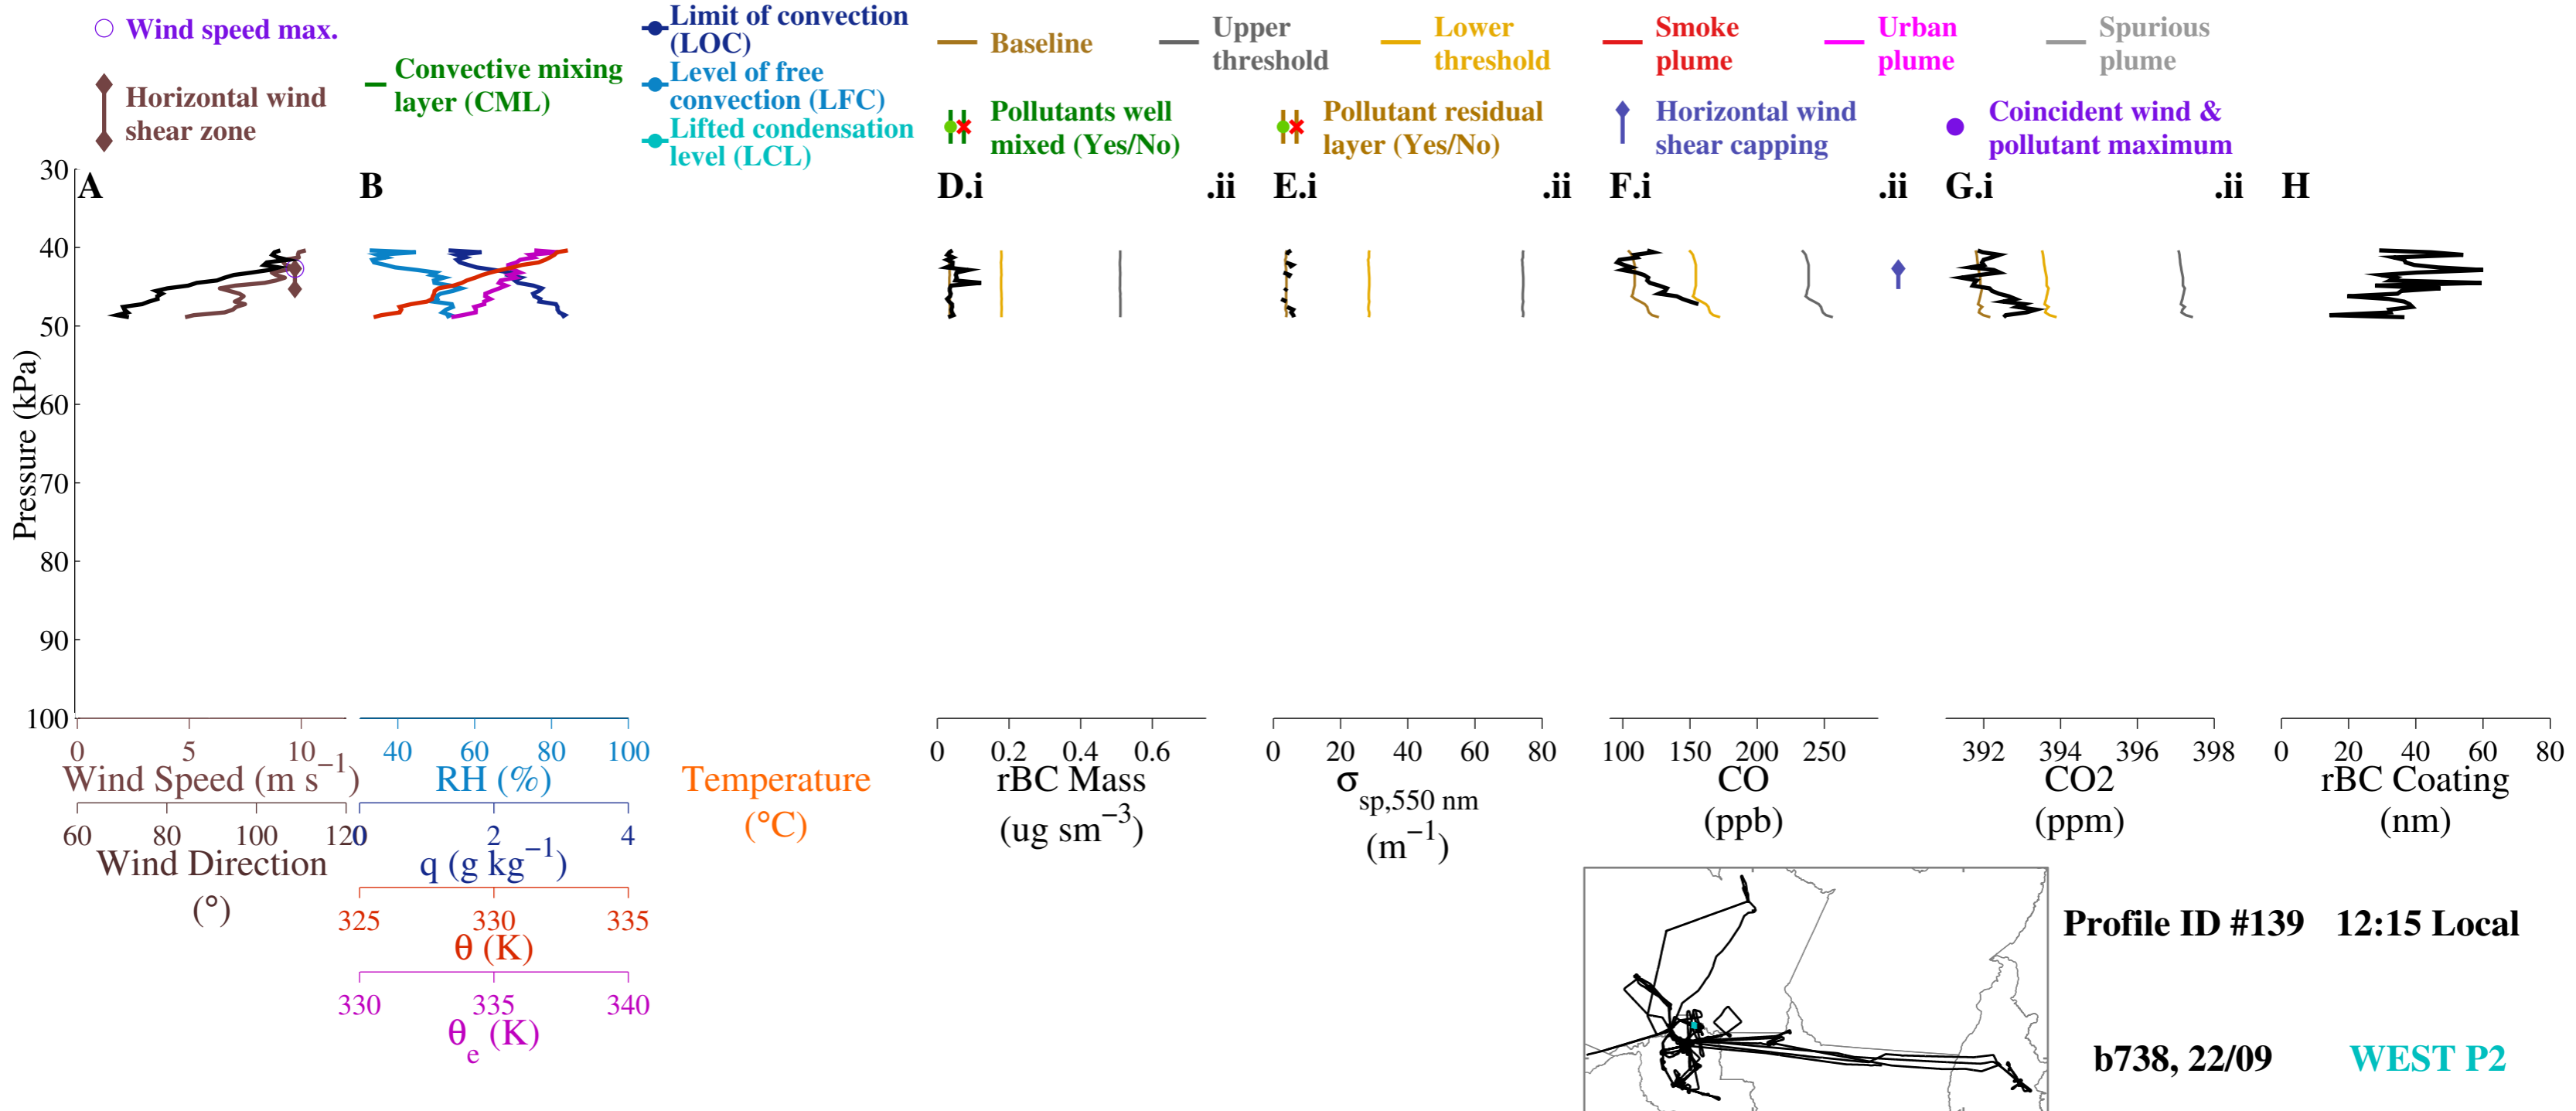 Wind speed max.
Horizontal wind
shear zone
Convective mixing
layer (CML)
Limit of convection
(LOC)
Level of free
convection (LFC)
Lifted condensation
level (LCL)
Baseline
Upper
threshold
Lower
threshold
Smoke
plume
Urban
plume
Spurious
plume
Pollutants well
mixed (Yes/No)
Pollutant residual
layer (Yes/No)
Horizontal wind
shear capping
Coincident wind &
pollutant maximum
A
B
D.i
.ii
E.i
.ii
F.i
.ii
G.i
.ii
H
Pressure (kPa)
30
40
50
60
70
80
90
100
0 5 10
Wind Speed (m s−1)
60 80 100 120
Wind Direction
(°)
40 60 80 100
RH (%)
0 2 4
q (g kg−1)
325 330 335
θ (K)
330 335 340
θe (K)
Temperature
(°C)
0 0.2 0.4 0.6
rBC Mass
(ug sm−3)
0 20 40 60 80
σsp,550 nm
(m−1)
100 150 200 250
CO
(ppb)
392 394 396 398
CO2
(ppm)
0 20 40 60 80
rBC Coating
(nm)
Profile ID #139 12:15 Local
b738, 22/09 WEST P2